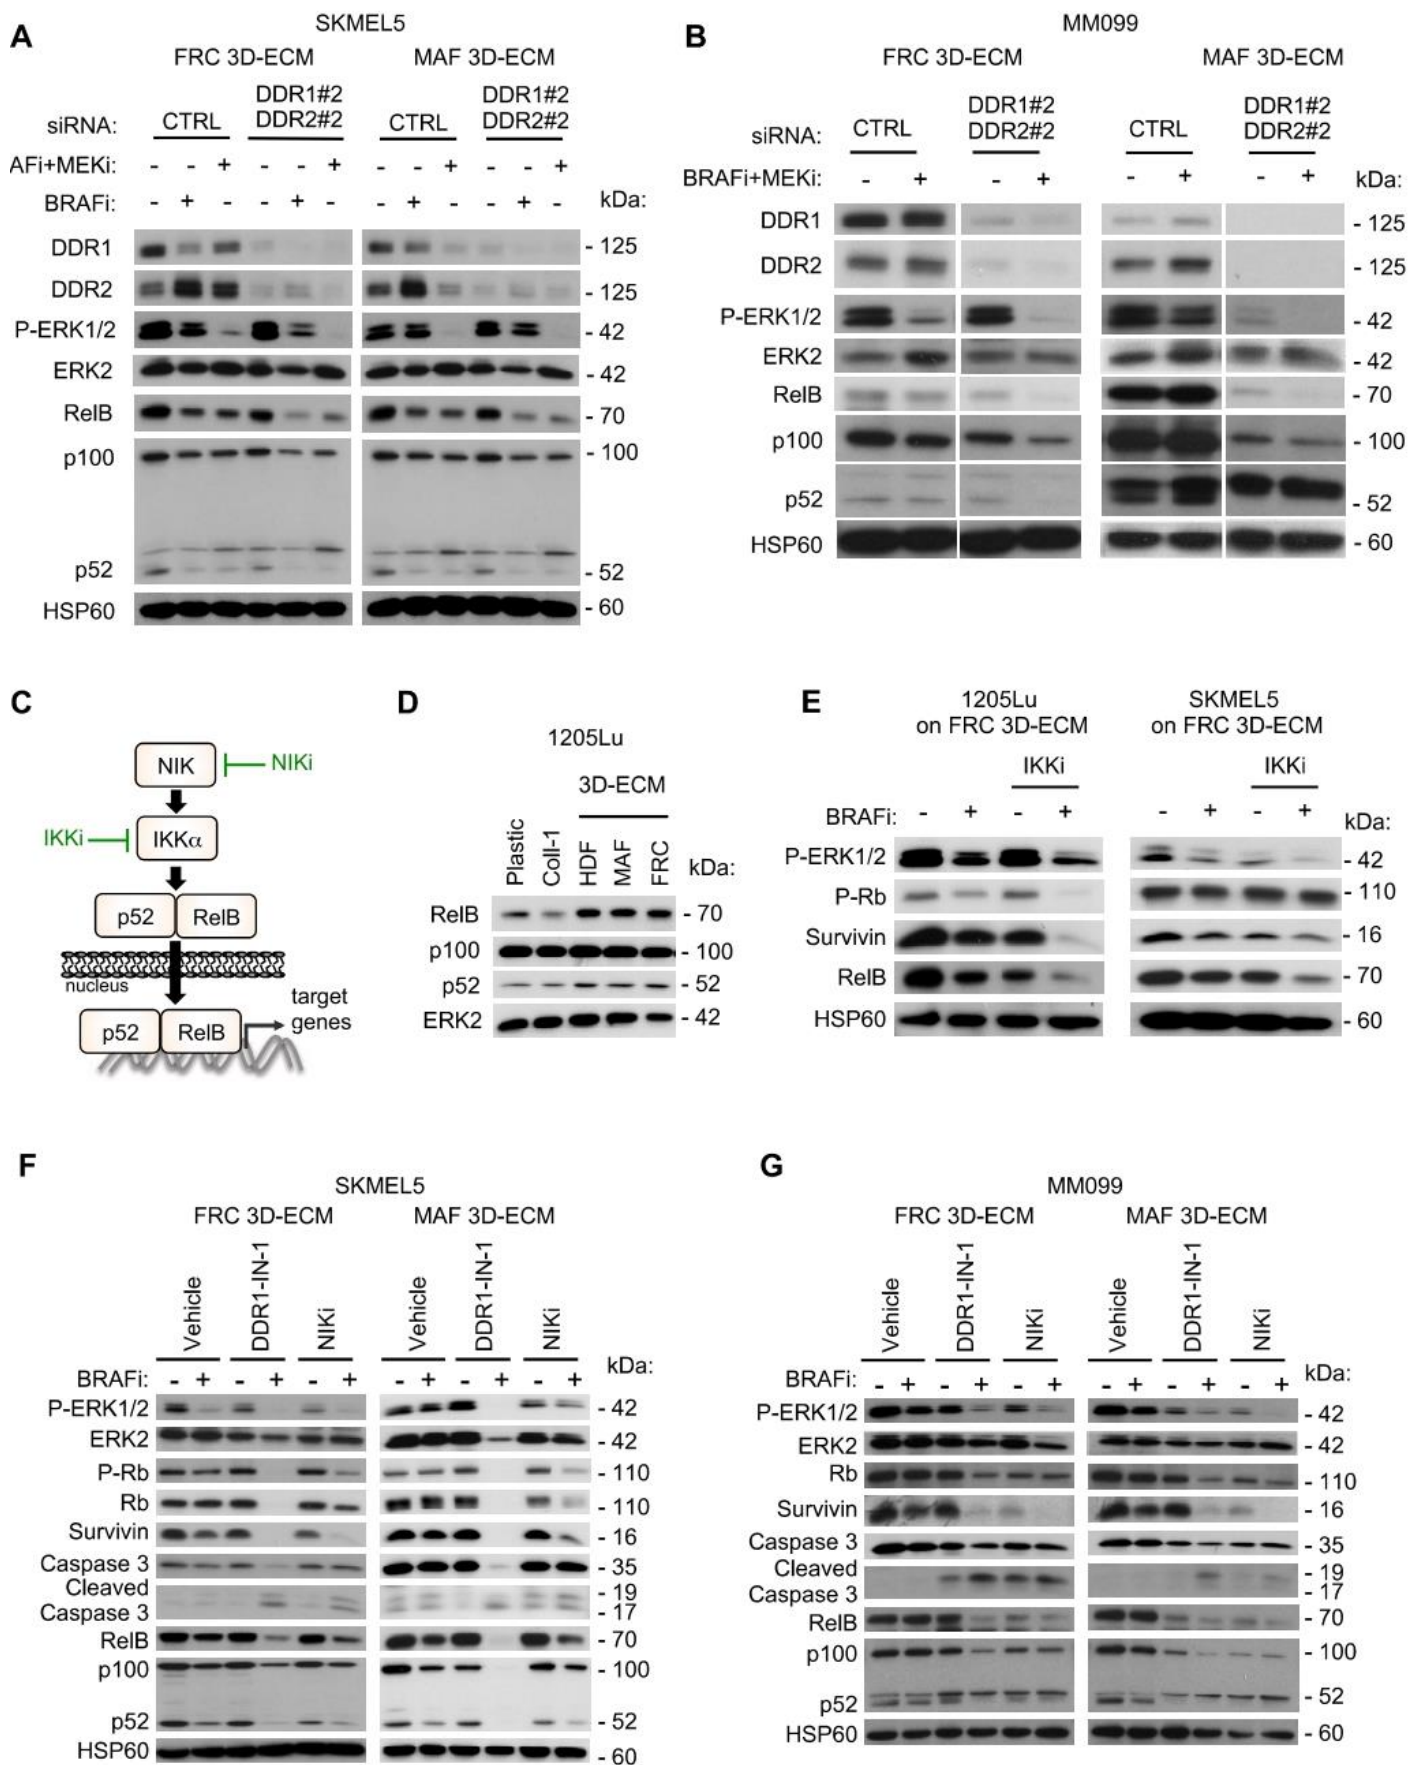 A
SKMEL5
FRC 3D-ECM MAF 3D-ECM
siRNA: CTRL DDR1#2 DDR2#2 CTRL DDR1#2 DDR2#2
AFi+MEKi: - - + - - + - - + - - +
BRAFi: - + - - + - - + - - + - kDa:
DDR1 - 125
DDR2 - 125
P-ERK1/2 - 42
ERK2 - 42
RelB - 70
p100 - 100
p52 - 52
HSP60 - 60
B
MM099
FRC 3D-ECM MAF 3D-ECM
siRNA: CTRL DDR1#2 DDR2#2 CTRL DDR1#2 DDR2#2
BRAFi+MEKi: - + - + - + - + kDa:
DDR1 - 125
DDR2 - 125
P-ERK1/2 - 42
ERK2 - 42
RelB - 70
p100 - 100
p52 - 52
HSP60 - 60
C
NIK NIKi
IKKi IKKα
p52 RelB
nucleus
target
genes
p52 RelB
D
1205Lu
3D-ECM
Plastic Coll-1 HDF MAF FRC kDa:
RelB - 70
p100 - 100
p52 - 52
ERK2 - 42
E
1205Lu SKMEL5
on FRC 3D-ECM on FRC 3D-ECM
IKKi IKKi
BRAFi: - + - + - + - + kDa:
P-ERK1/2 - 42
P-Rb - 110
Survivin - 16
RelB - 70
HSP60 - 60
F
SKMEL5
FRC 3D-ECM MAF 3D-ECM
Vehicle DDR1-IN-1 NIKi Vehicle DDR1-IN-1 NIKi
kDa:
BRAFi: - + - + - + - + - + - +
P-ERK1/2 - 42
ERK2 - 42
P-Rb - 110
Rb - 110
Survivin - 16
Caspase 3 - 35
Cleaved - 19
Caspase 3 - 17
RelB - 70
p100 - 100
p52 - 52
HSP60 - 60
G
MM099
FRC 3D-ECM MAF 3D-ECM
Vehicle DDR1-IN-1 NIKi Vehicle DDR1-IN-1 NIKi
BRAFi: - + - + - + - + - + - + kDa:
P-ERK1/2 - 42
ERK2 - 42
Rb - 110
Survivin - 16
Caspase 3 - 35
Cleaved - 19
Caspase 3 - 17
RelB - 70
p100 - 100
p52 - 52
HSP60 - 60